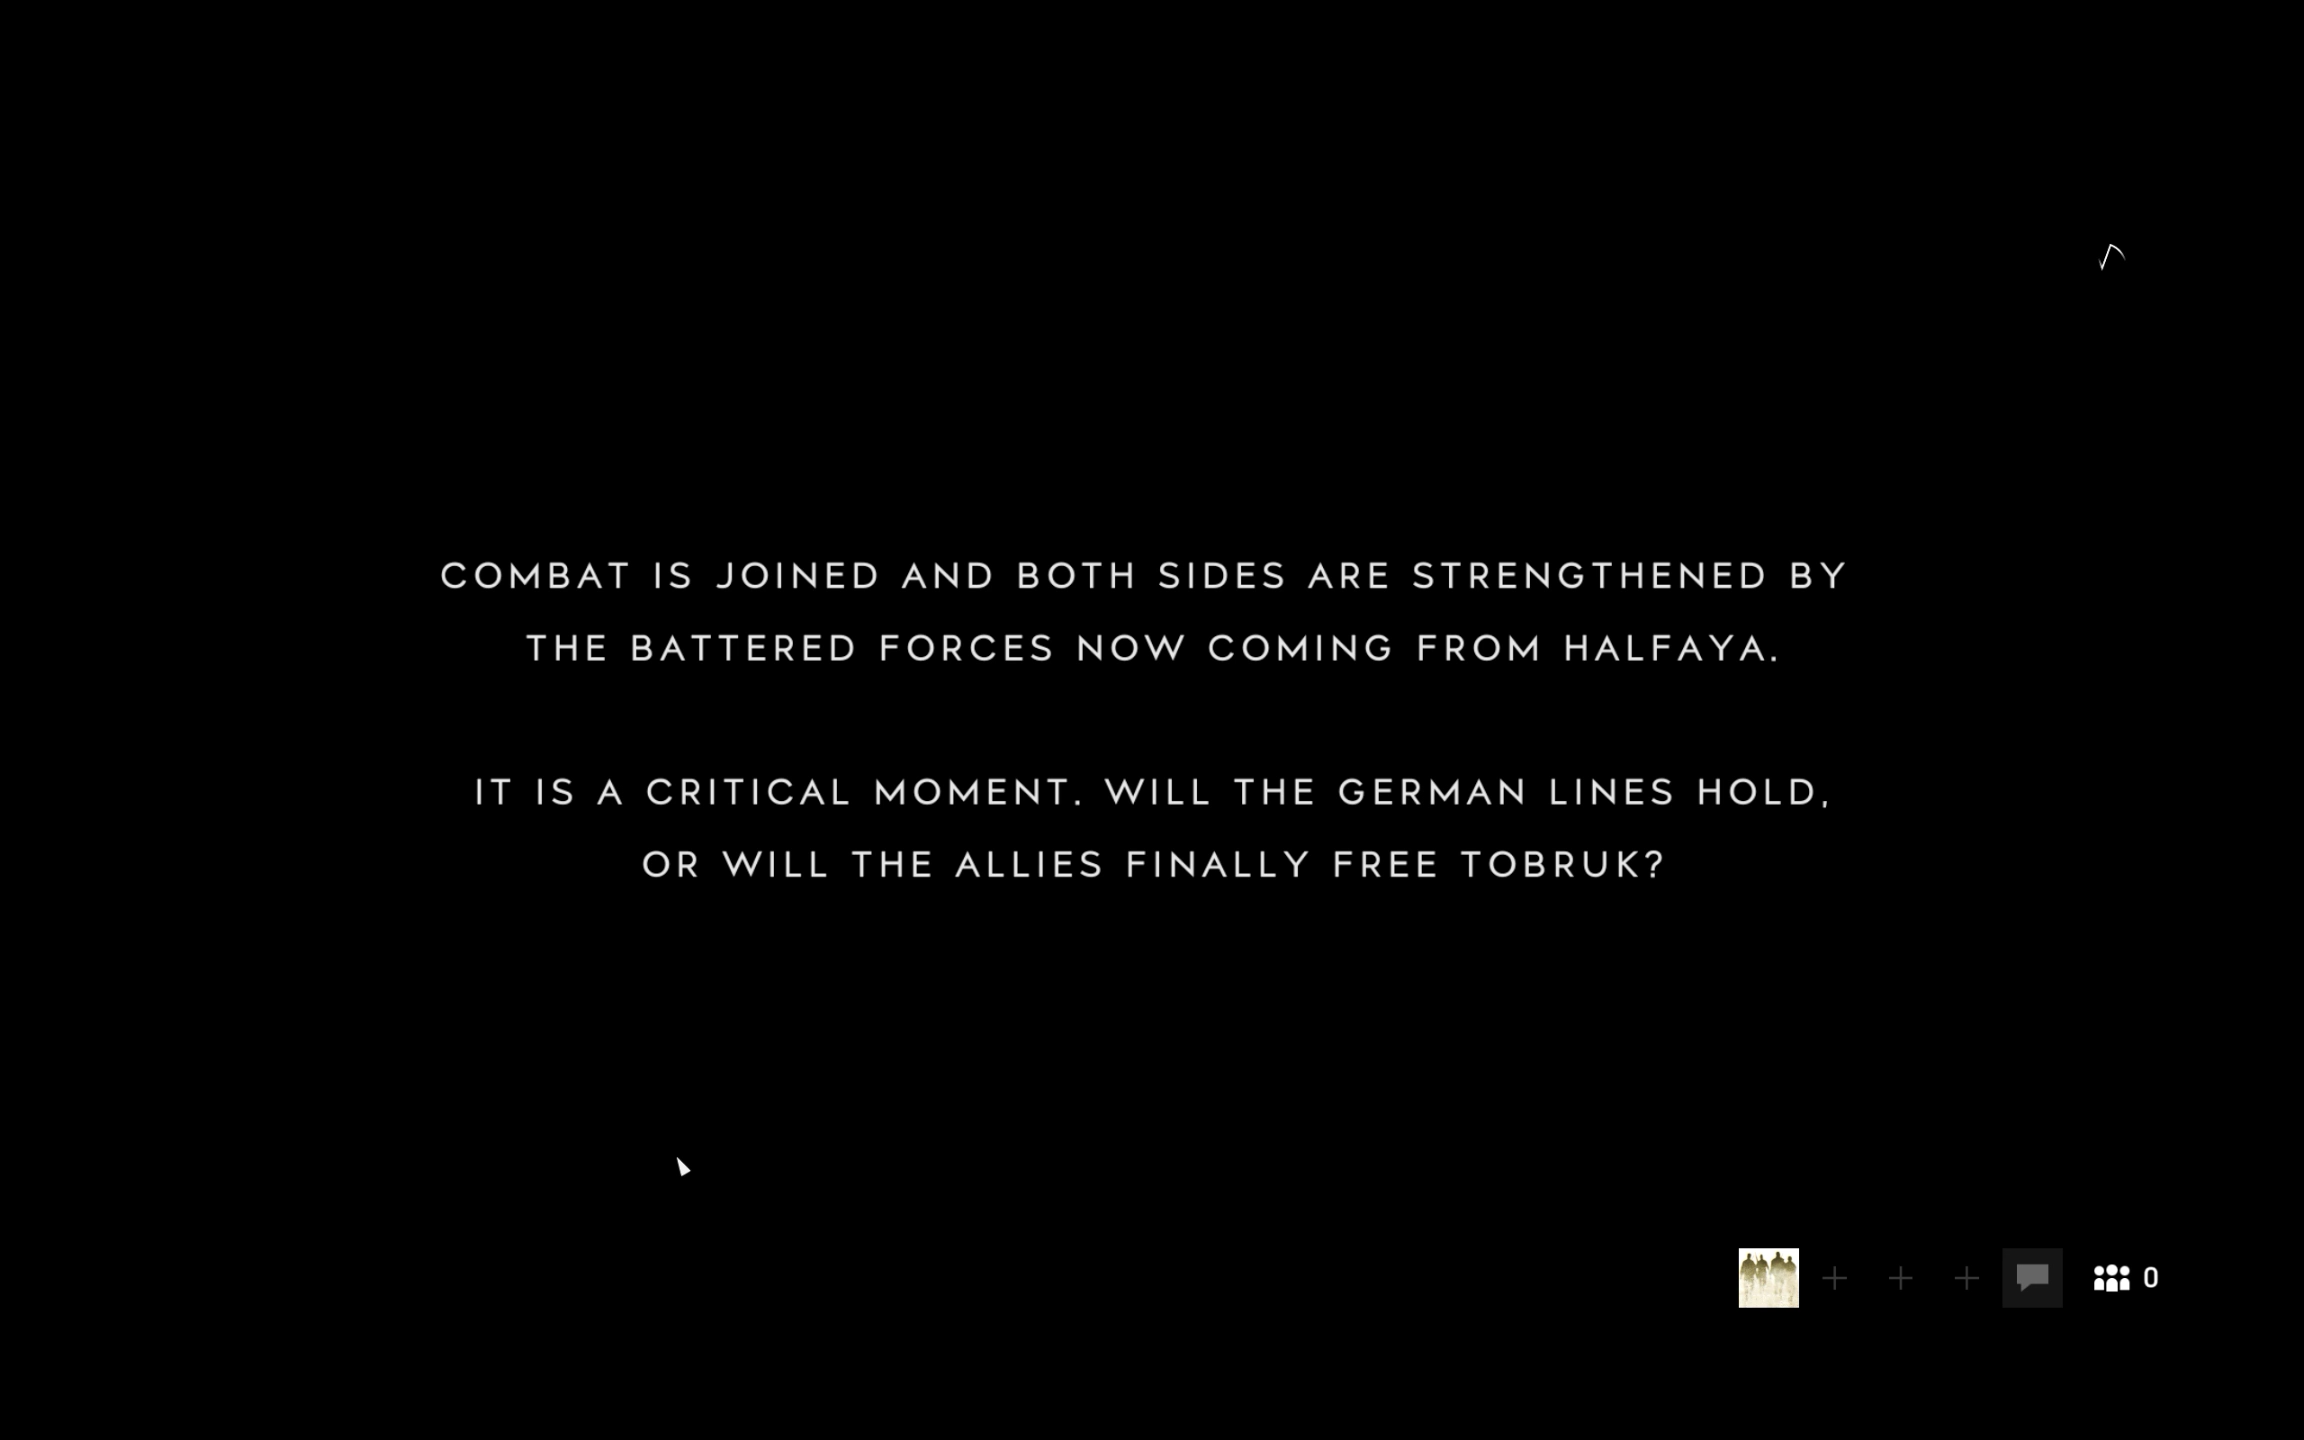 COMBAT IS JOINED AND BOTH SIDES ARE STRENGTHENED BY
THE BATTERED FORCES NOW COMING FROM HALFAYA.
IT IS A CRITICAL MOMENT. WILL THE GERMAN LINES HOLD,
OR WILL THE ALLIES FINALLY FREE TOBRUK?
0